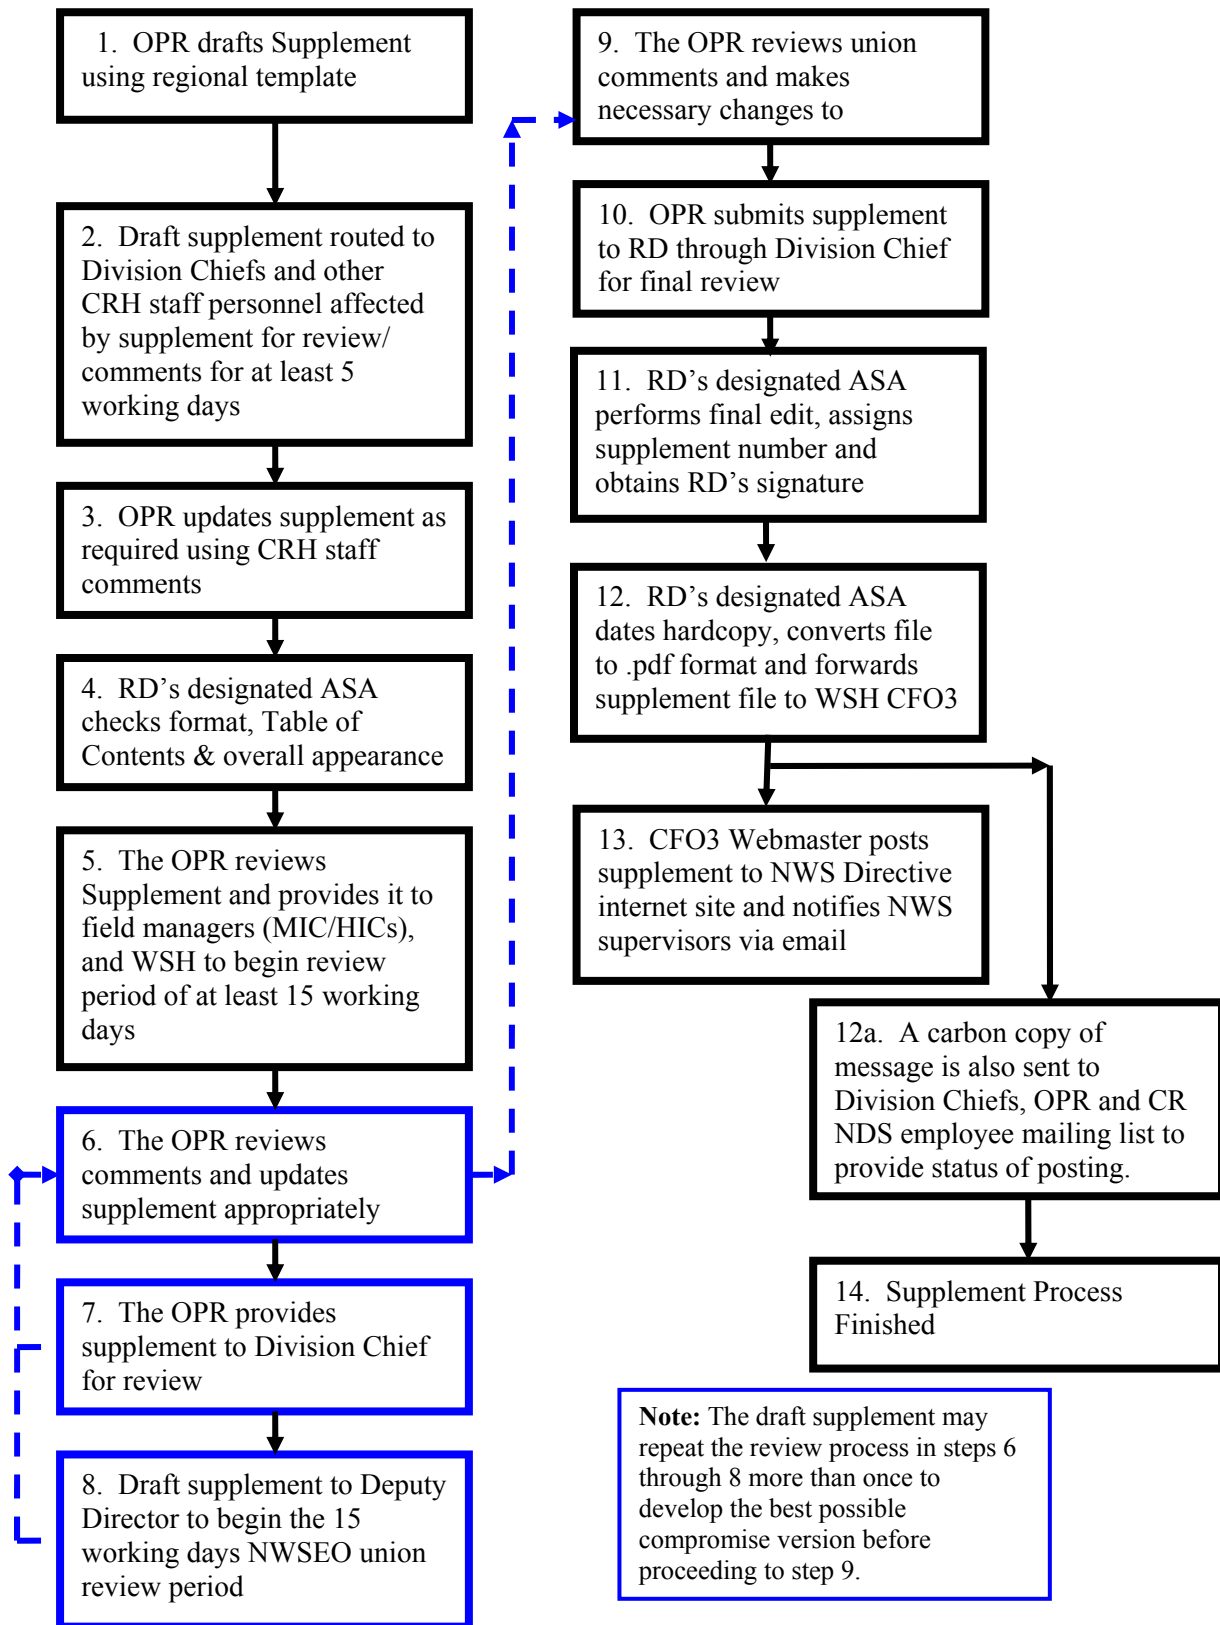 1. OPR drafts Supplement
using regional template
2. Draft supplement routed to
Division Chiefs and other
CRH staff personnel affected
by supplement for review/
comments for at least 5
working days
3. OPR updates supplement as
required using CRH staff
comments
4. RD’s designated ASA
checks format, Table of
Contents & overall appearance
5. The OPR reviews
Supplement and provides it to
field managers (MIC/HICs),
and WSH to begin review
period of at least 15 working
days
6. The OPR reviews
comments and updates
supplement appropriately
7. The OPR provides
supplement to Division Chief
for review
8. Draft supplement to Deputy
Director to begin the 15
working days NWSEO union
review period
9. The OPR reviews union
comments and makes
necessary changes to
10. OPR submits supplement
to RD through Division Chief
for final review
11. RD’s designated ASA
performs final edit, assigns
supplement number and
obtains RD’s signature
12. RD’s designated ASA
dates hardcopy, converts file
to .pdf format and forwards
supplement file to WSH CFO3
13. CFO3 Webmaster posts
supplement to NWS Directive
internet site and notifies NWS
supervisors via email
12a. A carbon copy of
message is also sent to
Division Chiefs, OPR and CR
NDS employee mailing list to
provide status of posting.
14. Supplement Process
Finished
Note: The draft supplement may
repeat the review process in steps 6
through 8 more than once to
develop the best possible
compromise version before
proceeding to step 9.